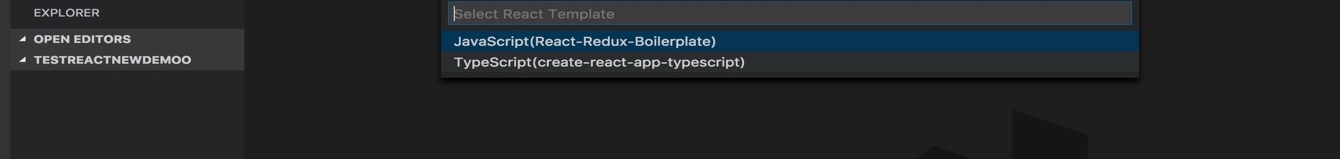 EXPLORER
OPEN EDITORS
TESTREACTNEWDEMOO
Select React Template
JavaScript(React-Redux-Boilerplate)
TypeScript(create-react-app-typescript)